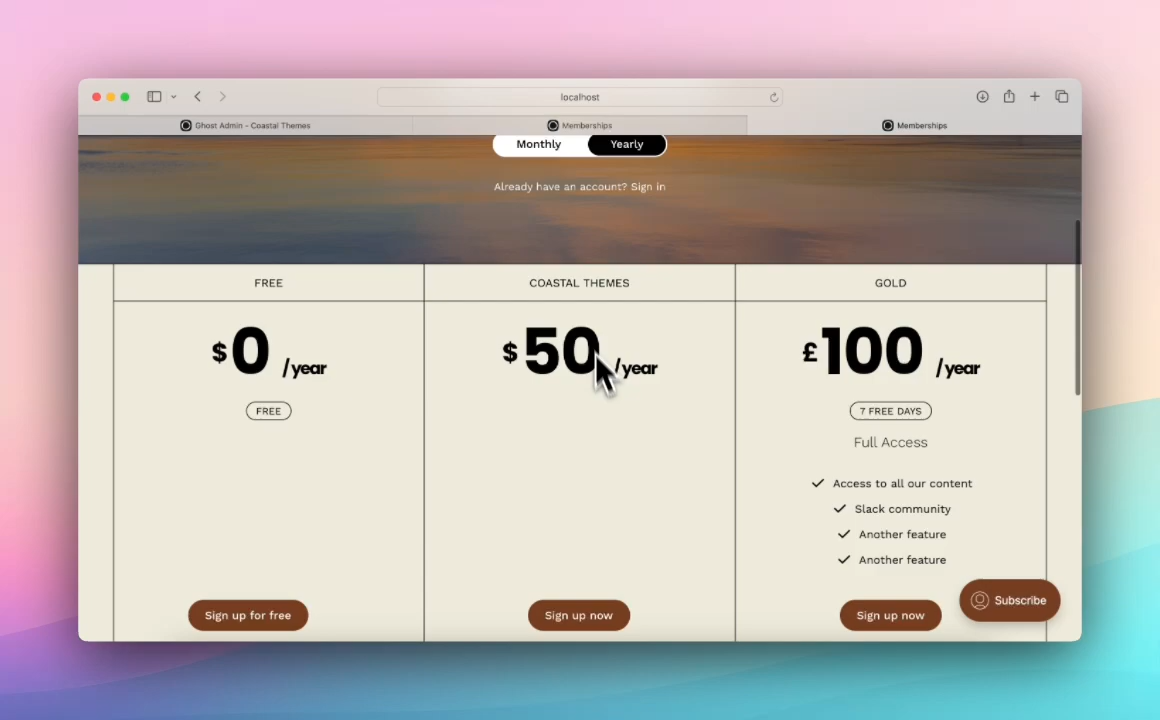 localhost
Ghost Admin - Coastal Themes
Memberships
Memberships
Monthly
Yearly
Already have an account? Sign in
FREE
COASTAL THEMES
GOLD
$0 /year
$50 /year
£100 /year
FREE
7 FREE DAYS
Full Access
Access to all our content
Slack community
Another feature
Another feature
Sign up for free
Sign up now
Sign up now
Subscribe